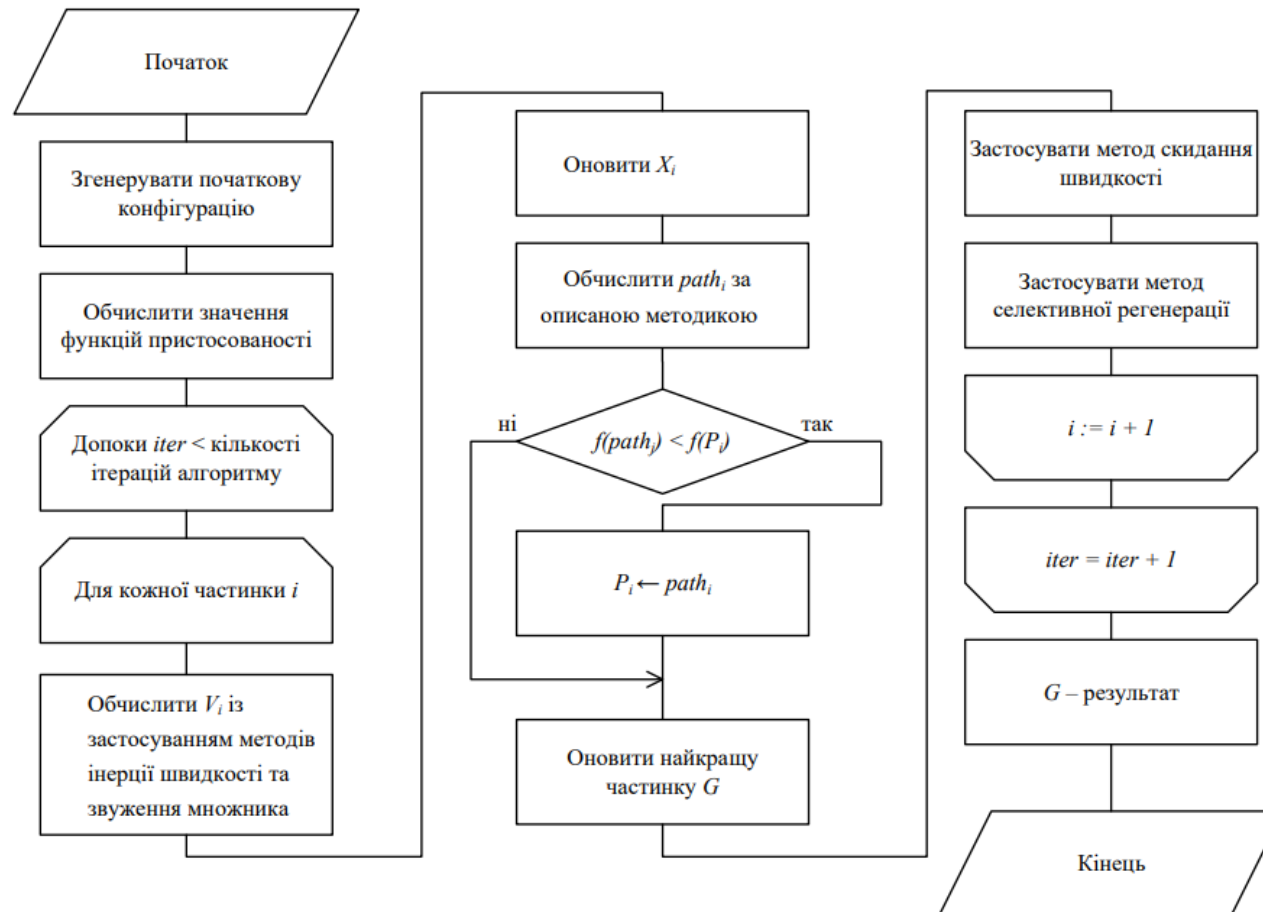 Початок
Згенерувати початкову
конфігурацію
Обчислити значення
функцій пристосованості
Допоки iter < кількості
ітерацій алгоритму
Для кожної частинки i
Обчислити Vi із
застосуванням методів
інерції швидкості та
звуження множника
Оновити Xi
Обчислити pathi за
описаною методикою
ні
f(pathi) < f(Pi)
так
Pi ← pathi
Оновити найкращу
частинку G
Застосувати метод скидання
швидкості
Застосувати метод
селективної регенерації
i := i + 1
iter = iter + 1
G – результат
Кінець